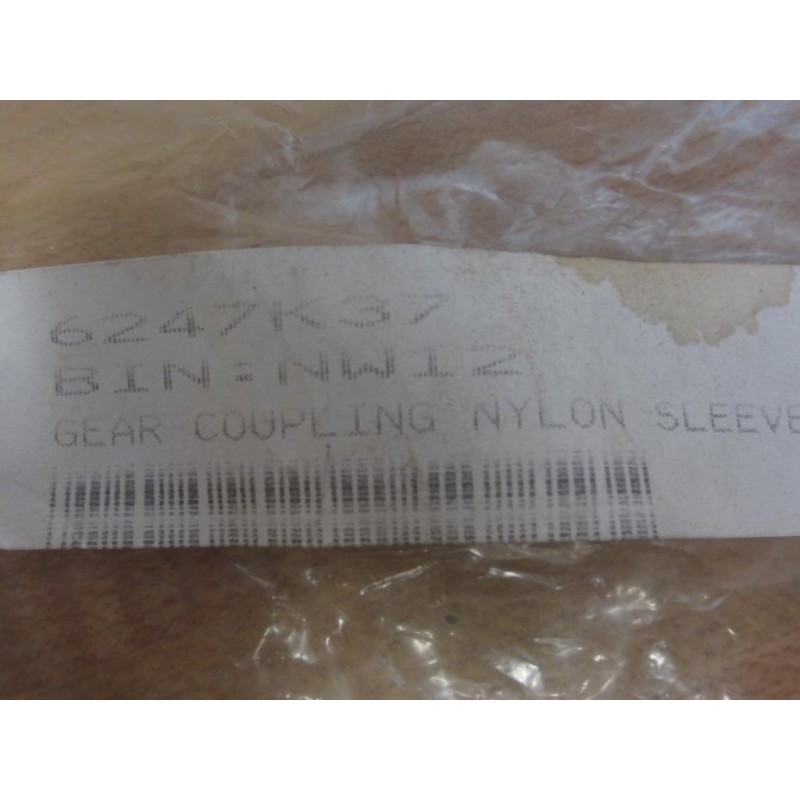 6247K37
BIN:NW12
GEAR COUPLING NYLON SLEEVE